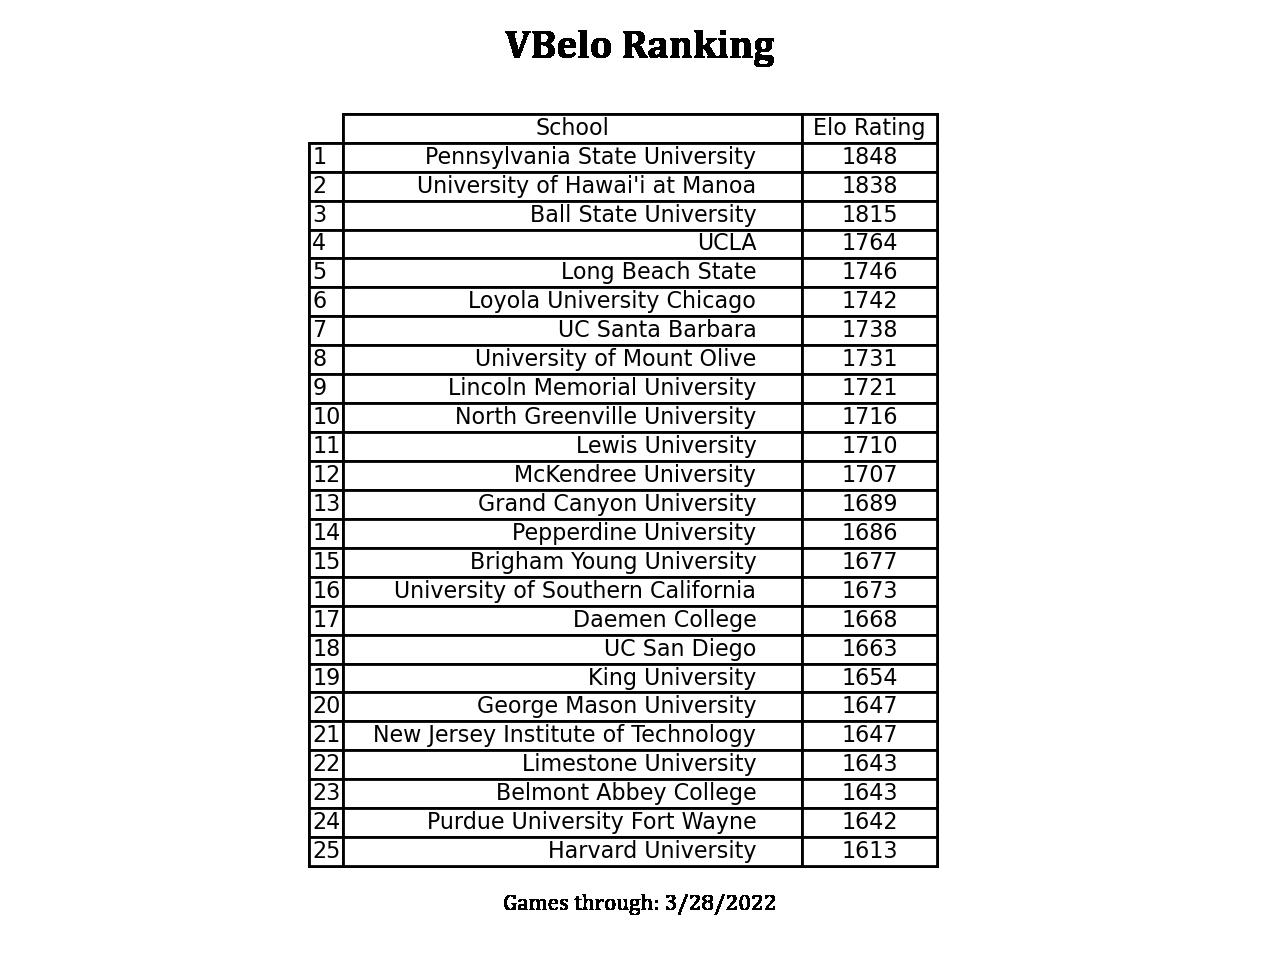 VBelo Ranking
School Elo Rating
1 Pennsylvania State University 1848
2 University of Hawai'i at Manoa 1838
3 Ball State University 1815
4 UCLA 1764
5 Long Beach State 1746
6 Loyola University Chicago 1742
7 UC Santa Barbara 1738
8 University of Mount Olive 1731
9 Lincoln Memorial University 1721
10 North Greenville University 1716
11 Lewis University 1710
12 McKendree University 1707
13 Grand Canyon University 1689
14 Pepperdine University 1686
15 Brigham Young University 1677
16 University of Southern California 1673
17 Daemen College 1668
18 UC San Diego 1663
19 King University 1654
20 George Mason University 1647
21 New Jersey Institute of Technology 1647
22 Limestone University 1643
23 Belmont Abbey College 1643
24 Purdue University Fort Wayne 1642
25 Harvard University 1613
Games through: 3/28/2022